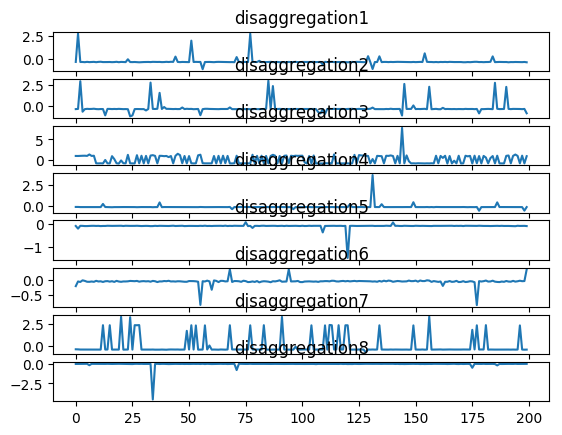 disaggregation1
2.5
0.0
disaggregation2
2.5
0.0
disaggregation3
5
0
disaggregation4
2.5
0.0
disaggregation5
0
−1
disaggregation6
0.0
−0.5
disaggregation7
2.5
0.0
disaggregation8
0.0
−2.5
0 25 50 75 100 125 150 175 200